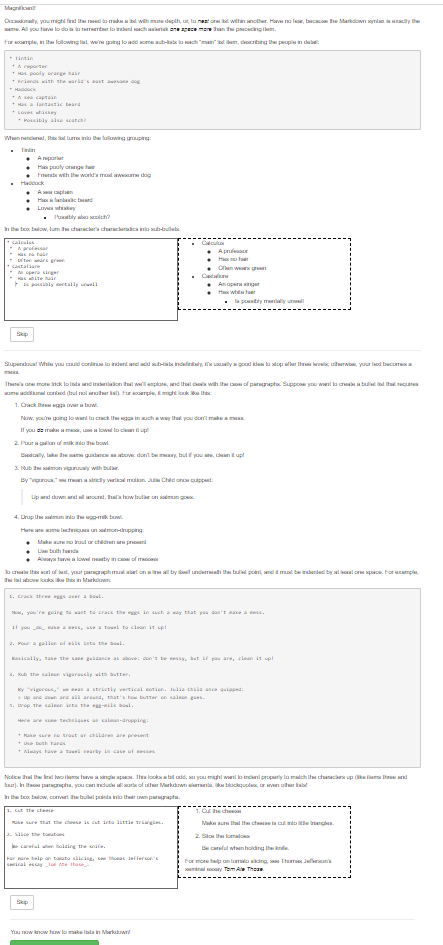 Magnificent!
Occasionally, you might find the need to make a list with more depth, or, to nest one list within another. Have no fear, because the Markdown syntax is exactly the
same. All you have to do is to remember to indent each asterisk one space more than the preceding item.
For example, in the following list, we're going to add some sub-lists to each "main" list item, describing the people in detail:
* Tintin
* A reporter
* Has poofy orange hair
* Friends with the world's most awesome dog
* Haddock
* A sea captain
* Has a fantastic beard
* Loves whiskey
* Possibly also scotch?
When rendered, this list turns into the following grouping:
• Tintin
• A reporter
• Has poofy orange hair
• Friends with the world's most awesome dog
• Haddock
• A sea captain
• Has a fantastic beard
• Loves whiskey
• Possibly also scotch?
In the box below, turn the character's characteristics into sub-bullets.
* Calculus
* A professor
* Has no hair
* Often wears green
* Castafiore
* An opera singer
* Has white hair
* Is possibly mentally unwell
• Calculus
• A professor
• Has no hair
• Often wears green
• Castafiore
• An opera singer
• Has white hair
• Is possibly mentally unwell
Skip
Stupendous! While you could continue to indent and add sub-lists indefinitely, it's usually a good idea to stop after three levels; otherwise, your text becomes a
mess.
There's one more trick to lists and indentation that we'll explore, and that deals with the case of paragraphs. Suppose you want to create a bullet list that requires
some additional context (but not another list). For example, it might look like this:
1. Crack three eggs over a bowl.
Now, you're going to want to crack the eggs in such a way that you don't make a mess.
If you do make a mess, use a towel to clean it up!
2. Pour a gallon of milk into the bowl.
Basically, take the same guidance as above: don't be messy, but if you are, clean it up!
3. Rub the salmon vigorously with butter.
By "vigorous," we mean a strictly vertical motion. Julia Child once quipped:
Up and down and all around, that's how butter on salmon goes.
4. Drop the salmon into the egg-milk bowl.
Here are some techniques on salmon-dropping:
• Make sure no trout or children are present
• Use both hands
• Always have a towel nearby in case of messes
To create this sort of text, your paragraph must start on a line all by itself underneath the bullet point, and it must be indented by at least one space. For example,
the list above looks like this in Markdown:
1. Crack three eggs over a bowl.
Now, you're going to want to crack the eggs in such a way that you don't make a mess.
If you _do_ make a mess, use a towel to clean it up!
2. Pour a gallon of milk into the bowl.
Basically, take the same guidance as above: don't be messy, but if you are, clean it up!
3. Rub the salmon vigorously with butter.
By "vigorous," we mean a strictly vertical motion. Julia Child once quipped:
> Up and down and all around, that's how butter on salmon goes.
4. Drop the salmon into the egg-milk bowl.
Here are some techniques on salmon-dropping:
* Make sure no trout or children are present
* Use both hands
* Always have a towel nearby in case of messes
Notice that the first two items have a single space. This looks a bit odd, so you might want to indent properly to match the characters up (like items three and
four). In these paragraphs, you can include all sorts of other Markdown elements, like blockquotes, or even other lists!
In the box below, convert the bullet points into their own paragraphs.
1. Cut the cheese
Make sure that the cheese is cut into little triangles.
2. Slice the tomatoes
Be careful when holding the knife.
For more help on tomato slicing, see Thomas Jefferson's
seminal essay _Tom Ate Those_.
1. Cut the cheese
Make sure that the cheese is cut into little triangles.
2. Slice the tomatoes
Be careful when holding the knife.
For more help on tomato slicing, see Thomas Jefferson's
seminal essay Tom Ate Those.
Skip
You now know how to make lists in Markdown!